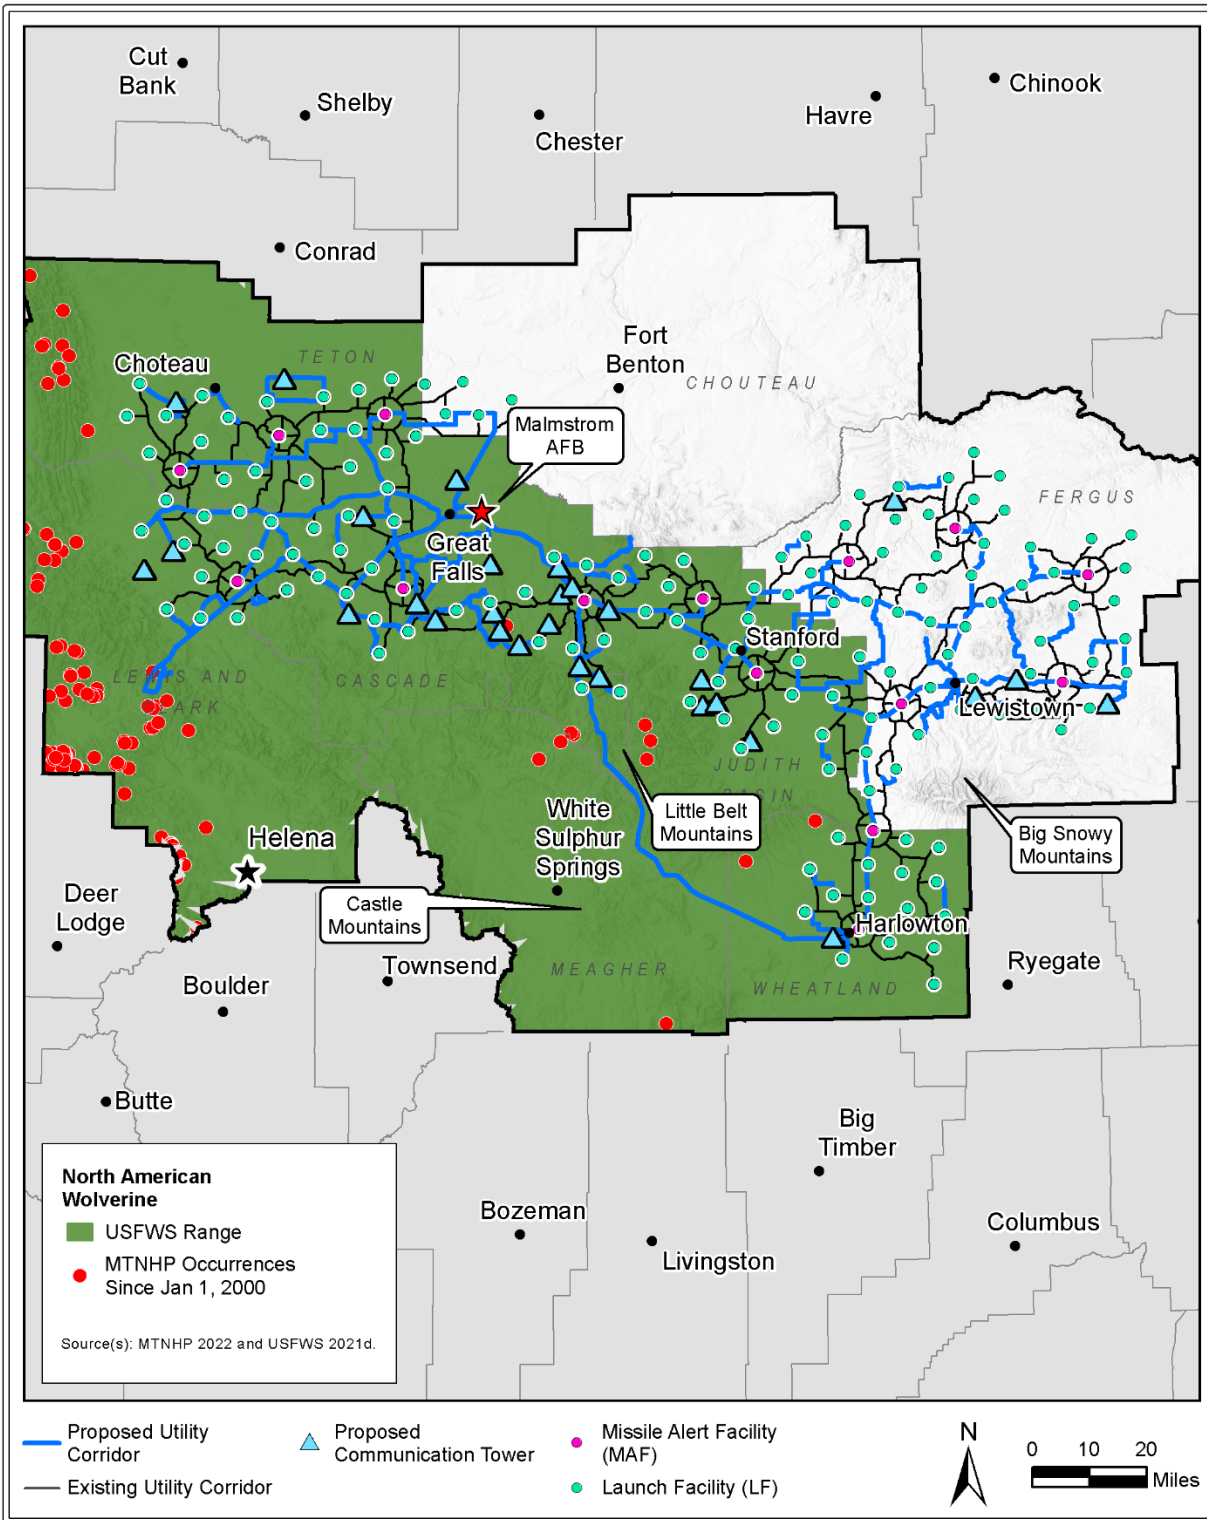 Cut
Bank
Shelby
Chester
Havre
Chinook
Conrad
Fort
Benton
TETON
Choteau
CHOUTEAU
Malmstrom
AFB
FERGUS
Great
Falls
Stanford
LEWIS AND
CLARK
CASCADE
Lewistown
JUDITH
BASIN
Little Belt
Mountains
White
Sulphur
Springs
Big Snowy
Mountains
Helena
Deer
Lodge
Castle
Mountains
Harlowton
Townsend
MEAGHER
WHEATLAND
Ryegate
Boulder
Butte
Big
Timber
Bozeman
Livingston
Columbus
North American
Wolverine
USFWS Range
MTNHP Occurrences
Since Jan 1, 2000
Source(s): MTNHP 2022 and USFWS 2021d.
Proposed Utility
Corridor
Existing Utility Corridor
Proposed
Communication Tower
Missile Alert Facility
(MAF)
Launch Facility (LF)
N
0 10 20
Miles